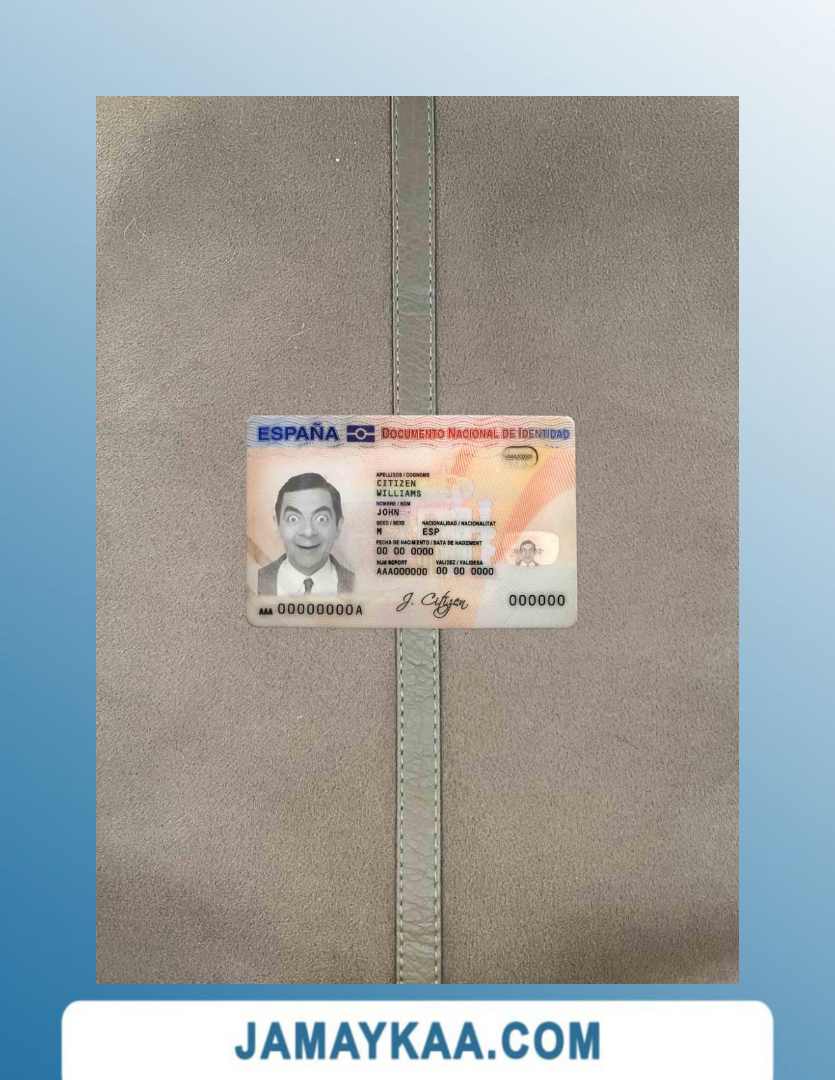 ESPAÑA DOCUMENTO NACIONAL DE IDENTIDAD
APELLIDOS / COGNOMS
CITIZEN
WILLIAMS
NOMBRE / NOM
JOHN
SEXO / SEXE NACIONALIDAD / NACIONALITAT
M ESP
FECHA DE NACIMIENTO / DATA DE NAIXEMENT
00 00 0000
NUM SOPORT VALIDEZ / VALIDESA
AAA000000 00 00 0000
AAA 00000000A J. Citizen 000000
JAMAYKAA.COM